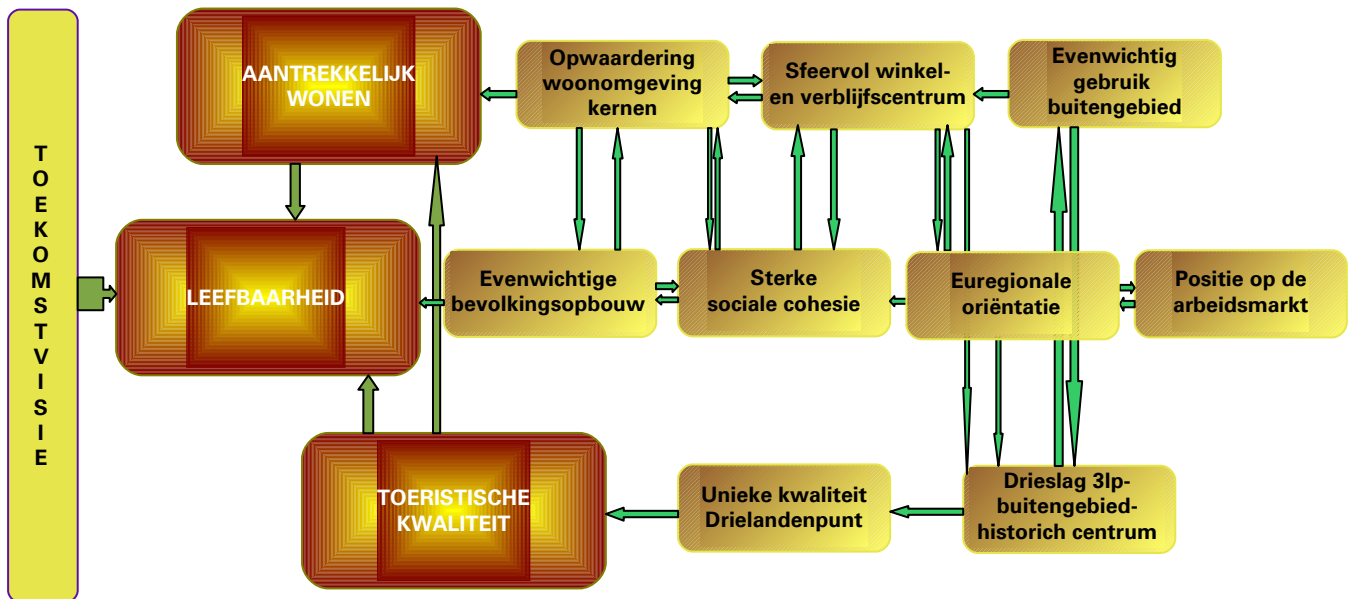 TOEKOMSTVISIE
AANTREKKELIJK
WONEN
Opwaardering
woonomgeving
kernen
Sfeervol winkel-
en verblijfscentrum
Evenwichtig
gebruik
buitengebied
LEEFBAARHEID
Evenwichtige
bevolkingsopbouw
Sterke
sociale cohesie
Euregionale
oriëntatie
Positie op de
arbeidsmarkt
TOERISTISCHE
KWALITEIT
Unieke kwaliteit
Drielandenpunt
Drieslag 3lp-
buitengebied-
historich centrum